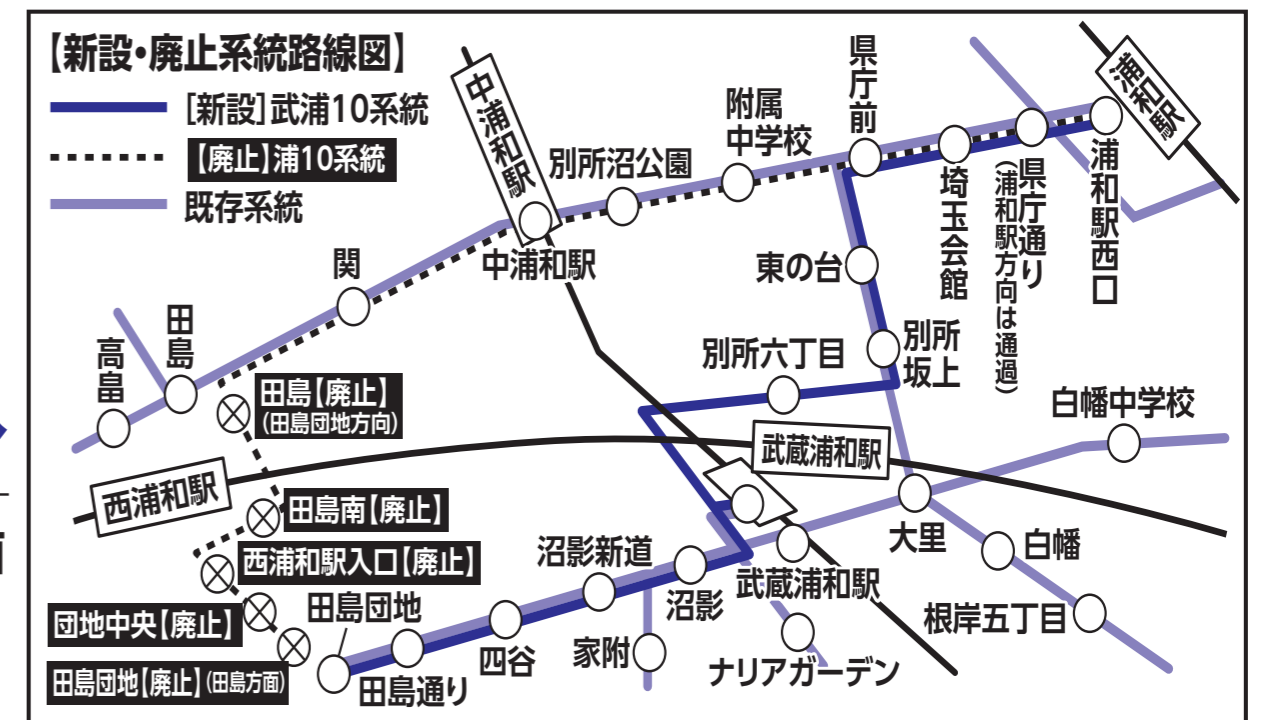 【新設・廃止系統路線図】
[新設]武浦10系統
【廃止】浦10系統
既存系統
中浦和駅
中浦和駅
別所沼公園
附属
中学校
県庁前
埼玉会館
県庁通り
(浦和駅方向は通過)
浦和駅西口
浦和駅
関
田島
高畠
東の台
別所
坂上
別所六丁目
白幡中学校
田島【廃止】
(田島団地方向)
西浦和駅
武蔵浦和駅
田島南【廃止】
西浦和駅入口【廃止】
団地中央【廃止】
田島団地【廃止】(田島方面)
田島団地
田島通り
四谷
沼影新道
沼影
家附
武蔵浦和駅
ナリアガーデン
大里
白幡
根岸五丁目